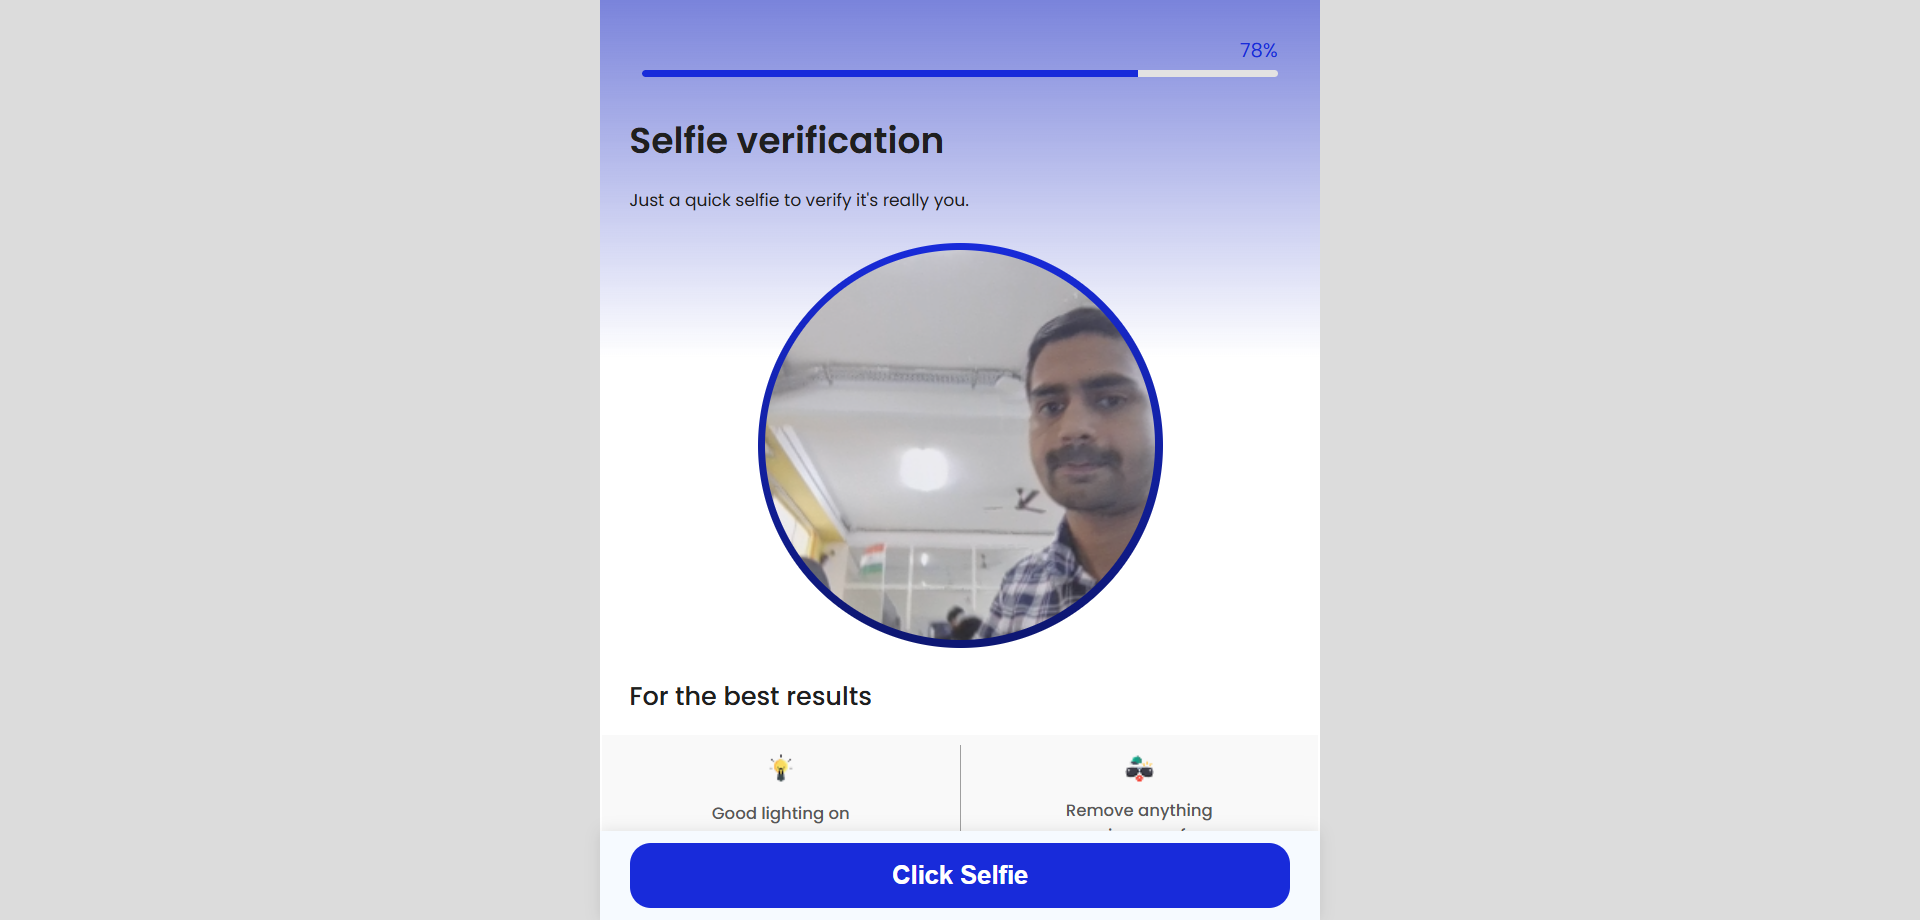 78%
Selfie verification
Just a quick selfie to verify it's really you.
For the best results
Good lighting on
Remove anything
Click Selfie